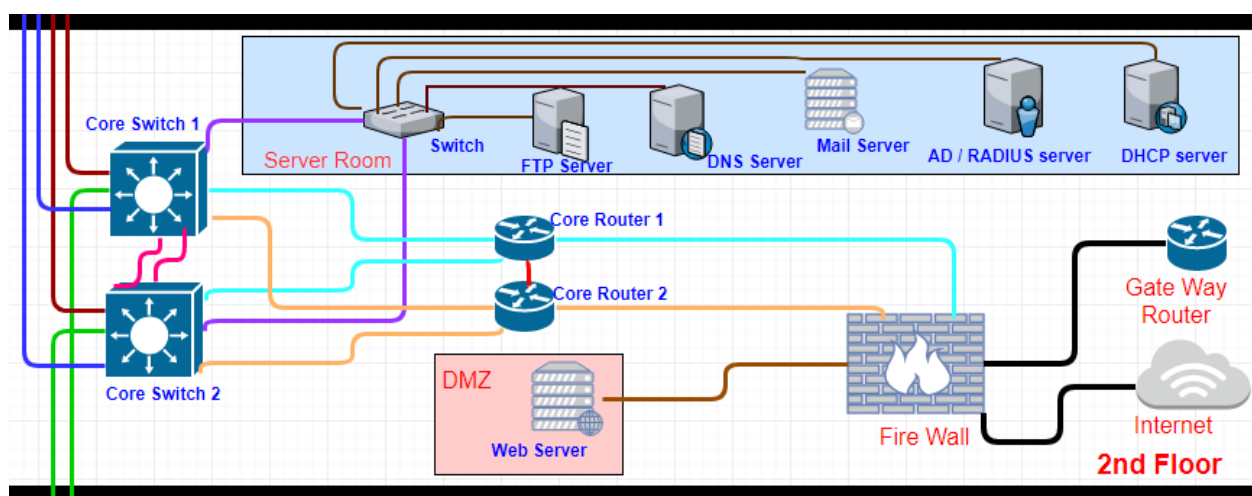 Core Switch 1
Server Room
Switch
FTP Server
DNS Server
Mail Server
AD / RADIUS server
DHCP server
Core Router 1
Core Router 2
Gate Way
Router
Core Switch 2
DMZ
Web Server
Fire Wall
Internet
2nd Floor